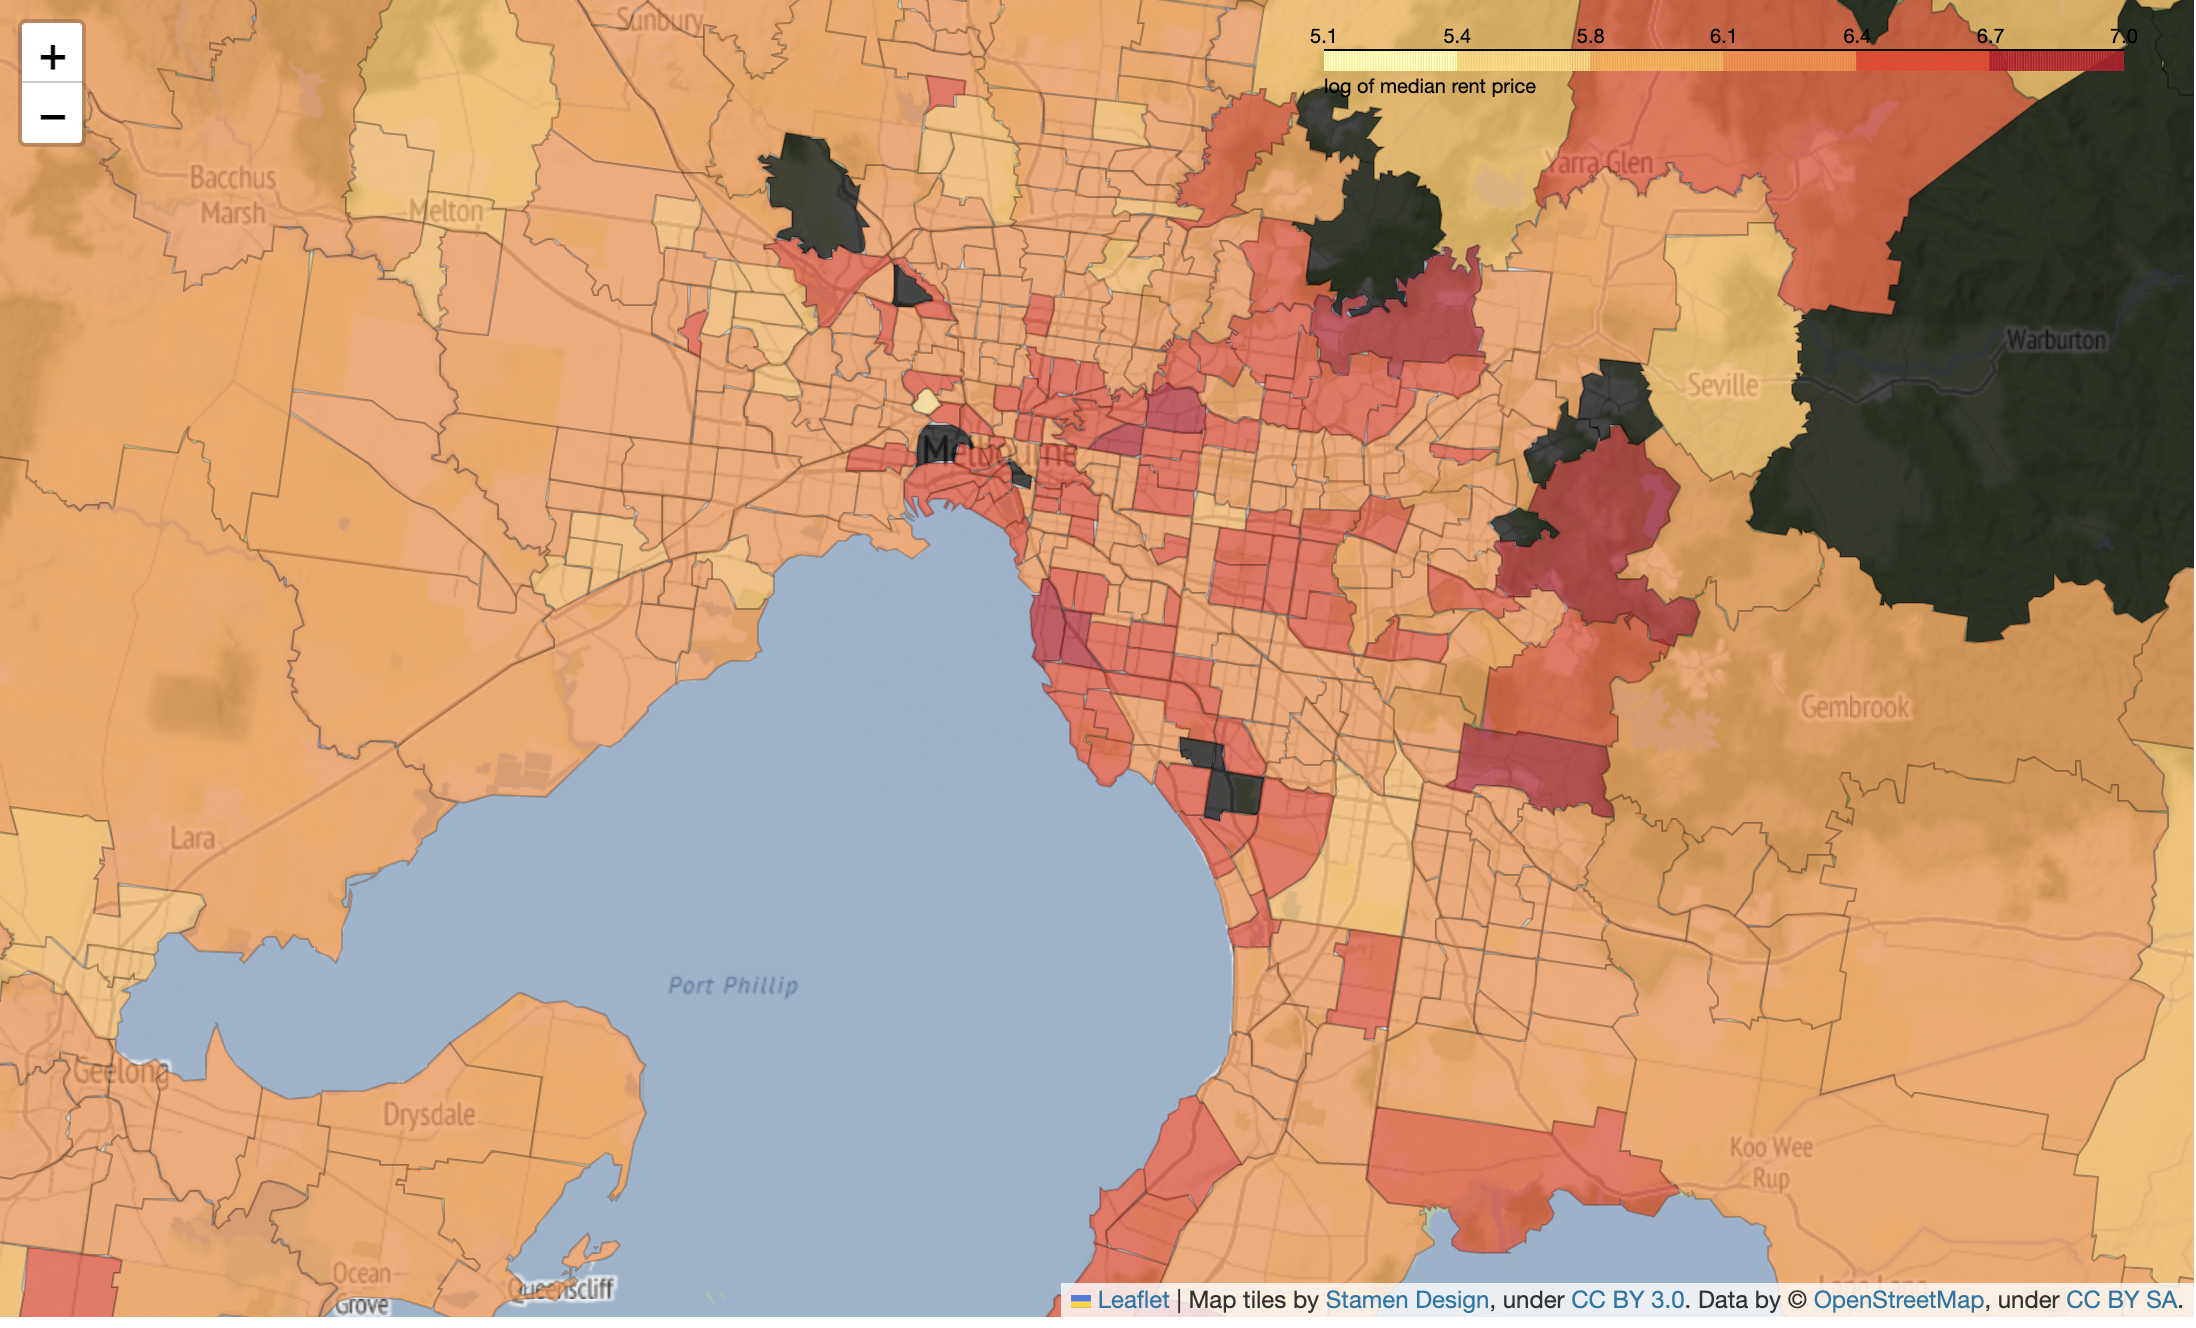 +
−
5.1 5.4 5.8 6.1 6.4 6.7 7.0
log of median rent price
Sunbury
Yarra Glen
Bacchus
Marsh
Melton
Warburton
Seville
Melbourne
Gembrook
Lara
Port Phillip
Geelong
Drysdale
Koo Wee
Rup
Ocean
Grove
Queenscliff
Leaflet | Map tiles by Stamen Design, under CC BY 3.0. Data by © OpenStreetMap, under CC BY SA.